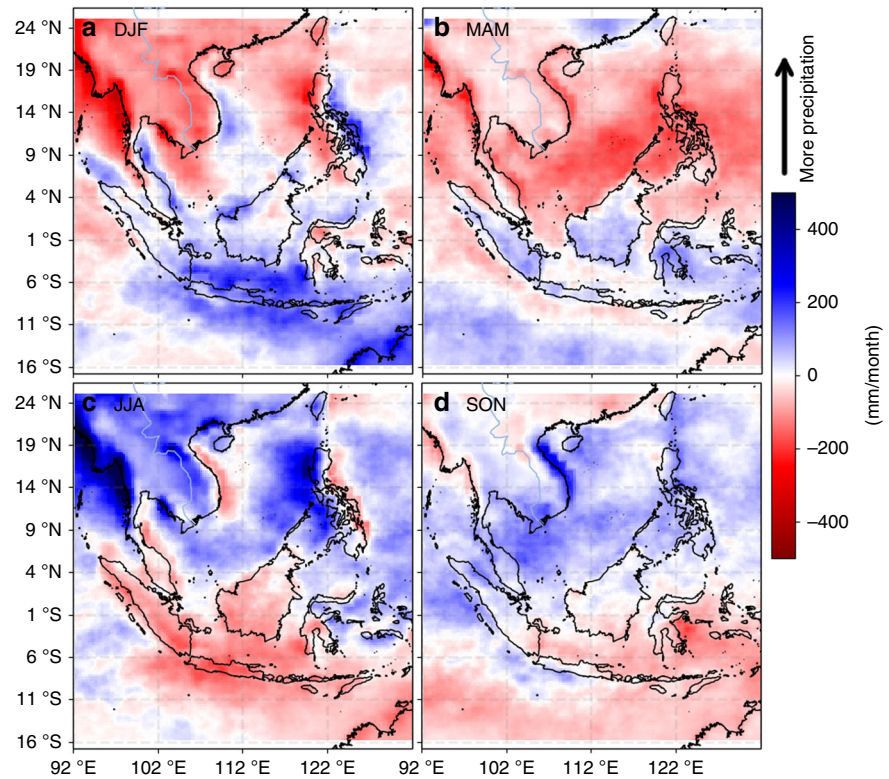 a DJF
b MAM
24 °N
19 °N
14 °N
9 °N
4 °N
1 °S
6 °S
11 °S
16 °S
c JJA
d SON
24 °N
19 °N
14 °N
9 °N
4 °N
1 °S
6 °S
11 °S
16 °S
92 °E 102 °E 112 °E 122 °E 92 °E 102 °E 112 °E 122 °E
More precipitation
400
200
0
−200
−400
(mm/month)